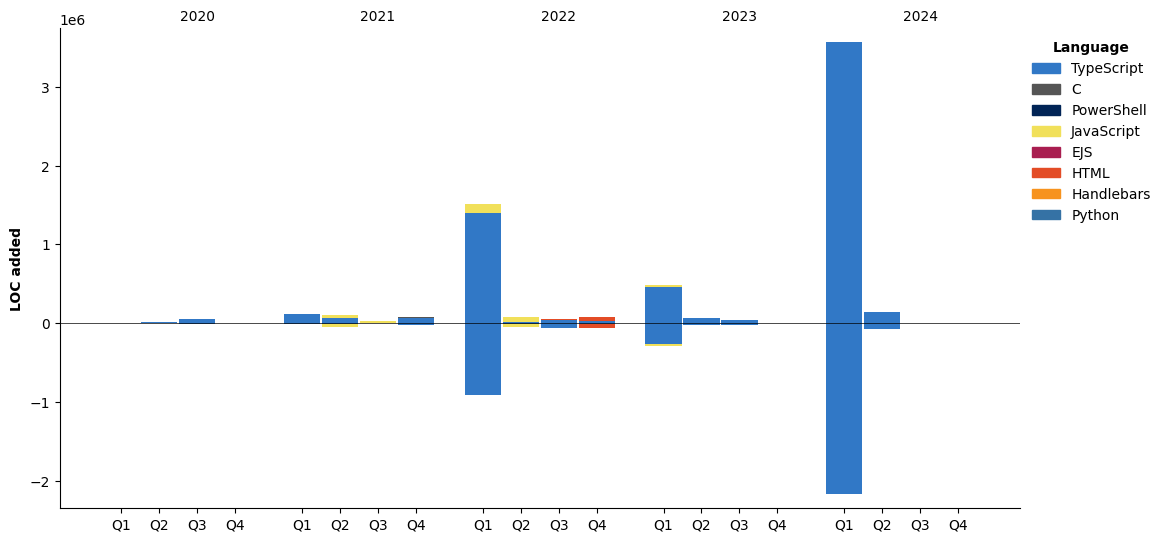 2020 2021 2022 2023 2024
1e6
Language
TypeScript
C
PowerShell
JavaScript
EJS
HTML
Handlebars
Python
LOC added
3
2
1
0
−1
−2
Q1 Q2 Q3 Q4 Q1 Q2 Q3 Q4 Q1 Q2 Q3 Q4 Q1 Q2 Q3 Q4 Q1 Q2 Q3 Q4